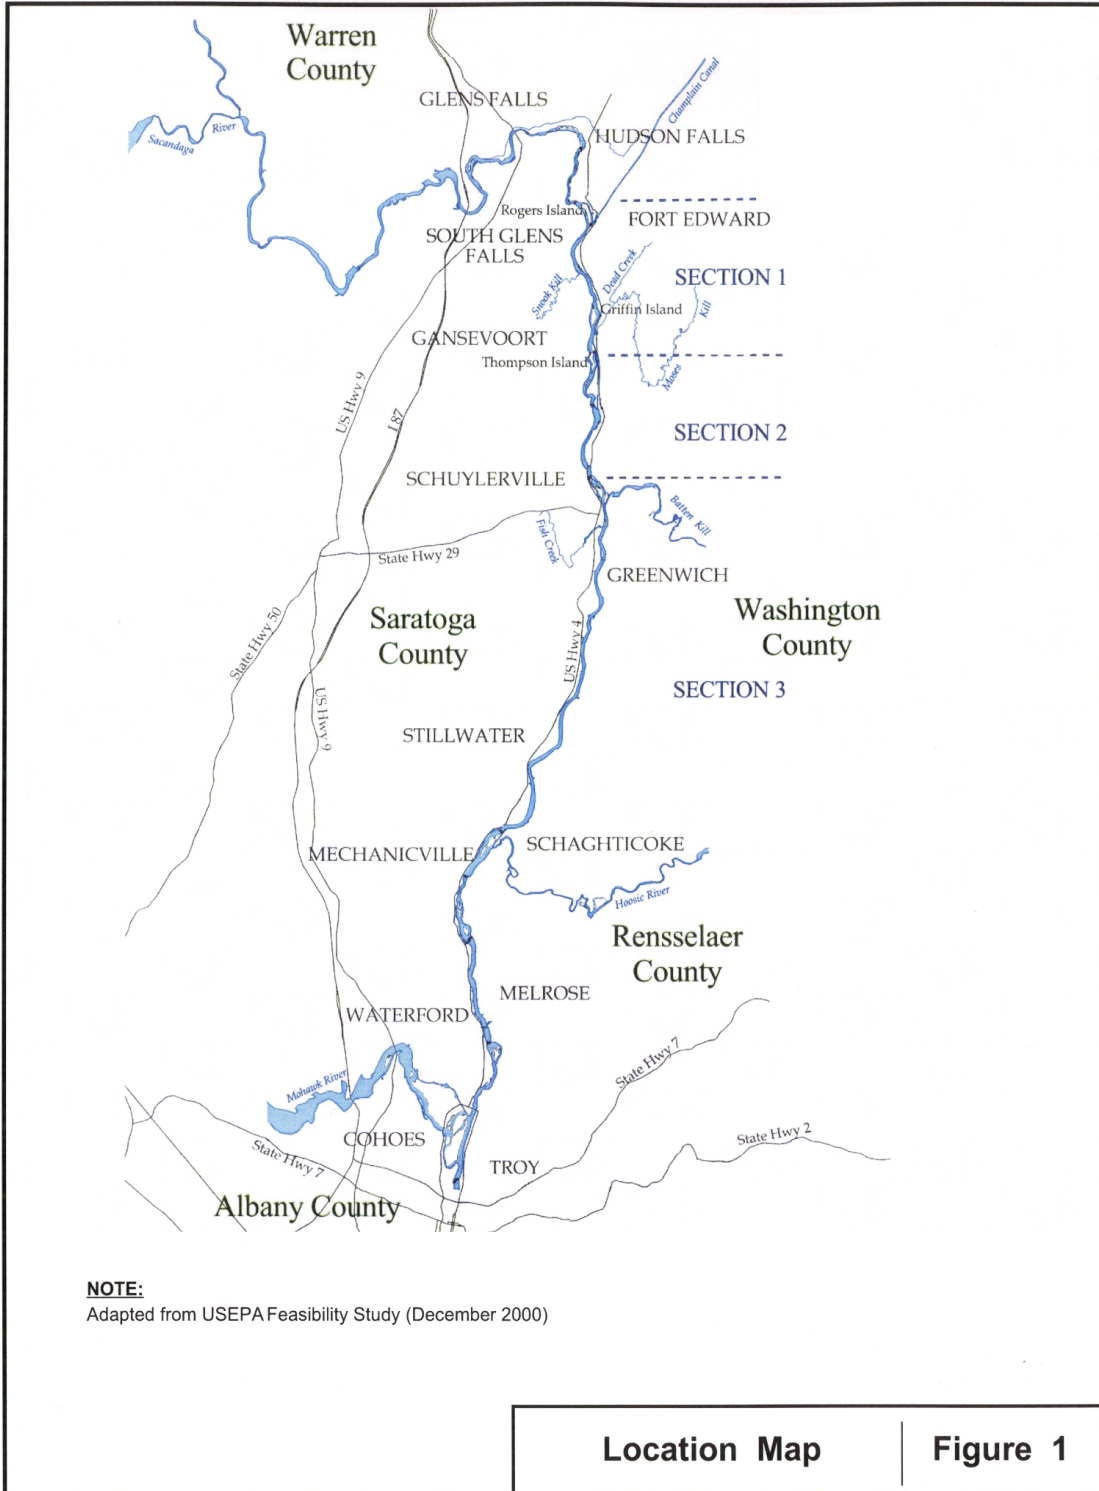 Warren
County
GLENS FALLS
Champlain Canal
HUDSON FALLS
River
Sacandaga
Rogers Island
FORT EDWARD
SOUTH GLENS
FALLS
Dead Creek
SECTION 1
Snook Kill
Griffin Island
Kill
GANSEVOORT
Thompson Island
Moses
US Hwy 9
I 87
SECTION 2
SCHUYLERVILLE
Batten Kill
Fish Creek
State Hwy 29
GREENWICH
Saratoga
County
Washington
County
State Hwy 50
US Hwy 4
SECTION 3
US Hwy 9
STILLWATER
SCHAGHTICOKE
MECHANICVILLE
Hoosic River
Rensselaer
County
MELROSE
WATERFORD
State Hwy 7
Mohawk River
COHOES
State Hwy 2
State Hwy 7
TROY
Albany County
NOTE:
Adapted from USEPA Feasibility Study (December 2000)
Location Map
Figure 1